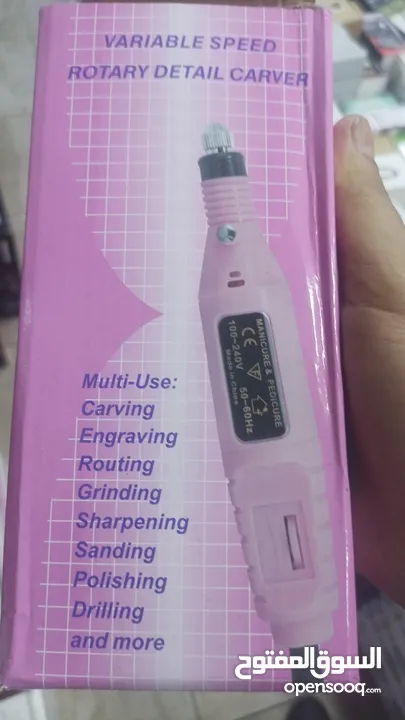 VARIABLE SPEED
ROTARY DETAIL CARVER
MANICURE & PEDICURE
CE
100~240V 50-60Hz
Made in China
Multi-Use:
Carving
Engraving
Routing
Grinding
Sharpening
Sanding
Polishing
Drilling
and more
السوق المفتوح
opensooq.com